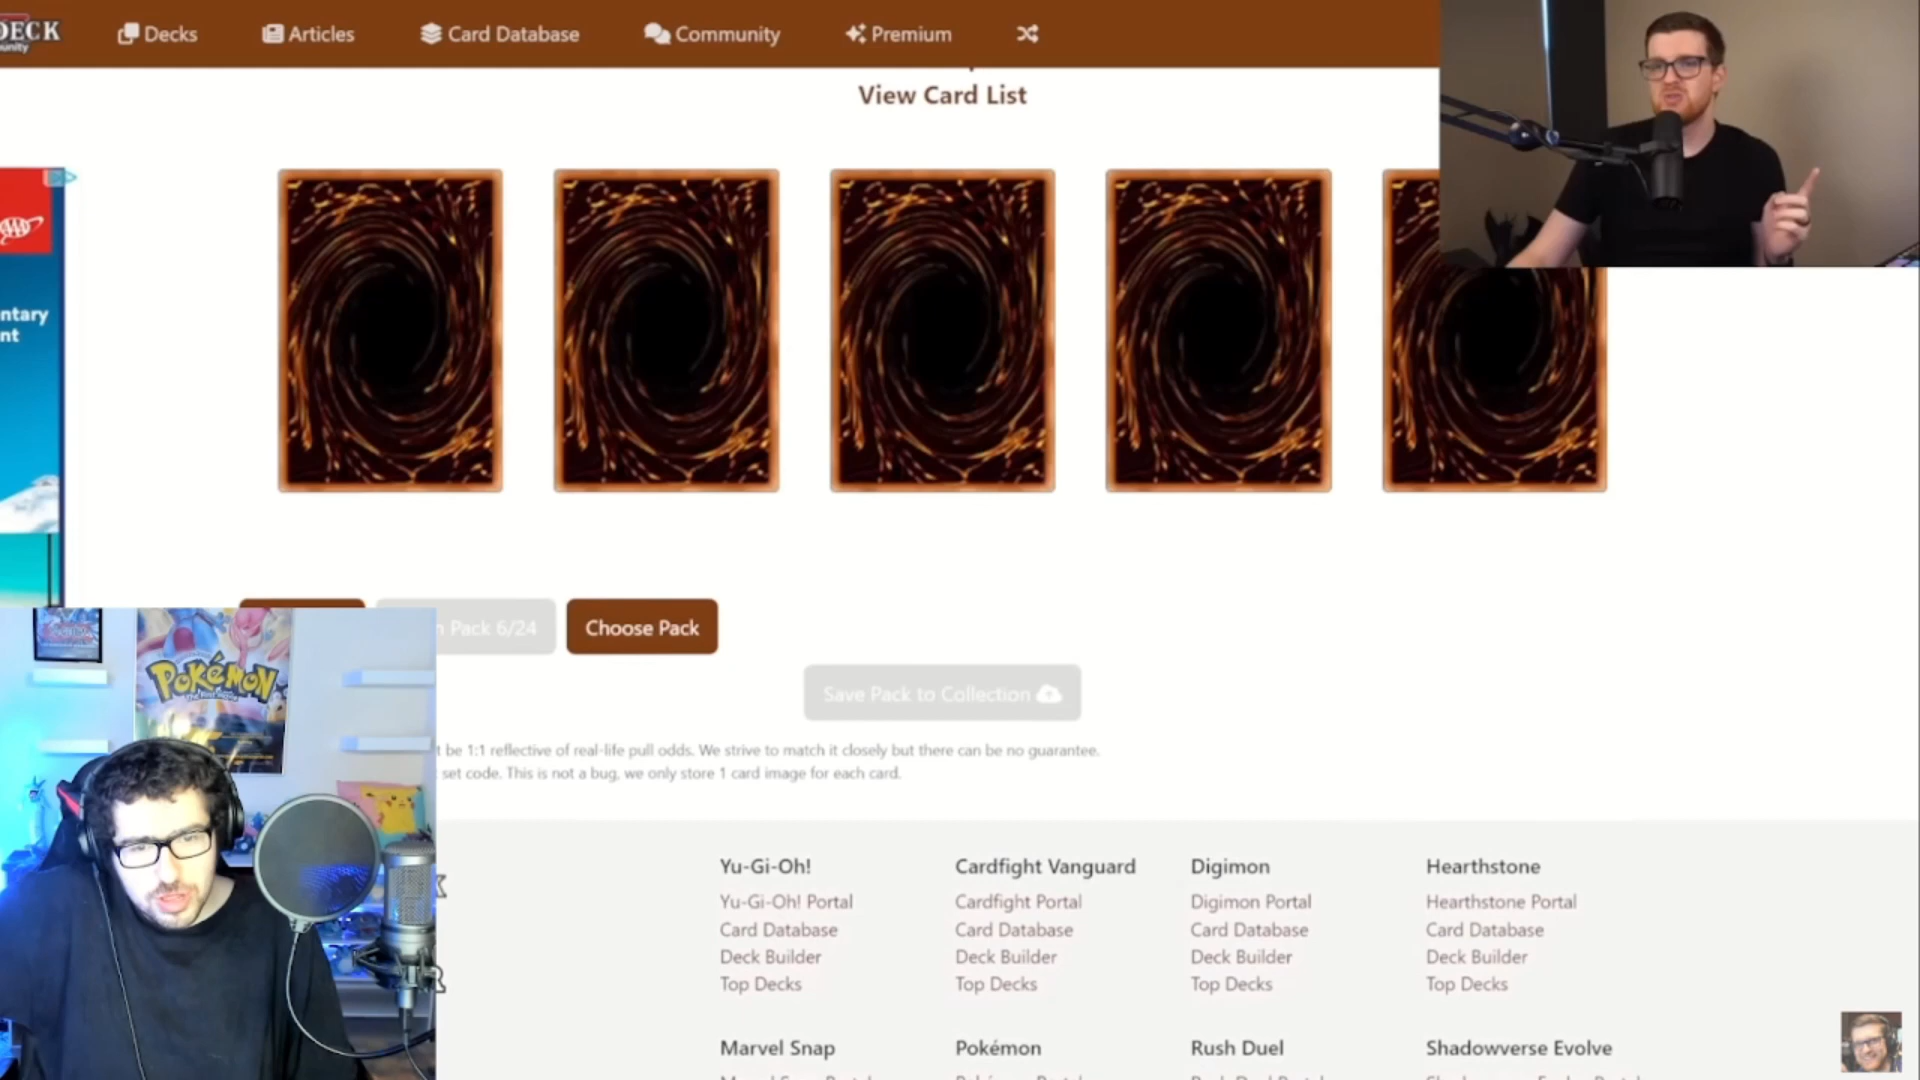 DECK
Decks
Articles
Card Database
Community
Premium
View Card List
AAA
ntary
nt
n Pack 6/24
Choose Pack
Save Pack to Collection
t be 1:1 reflective of real-life pull odds. We strive to match it closely but there can be no guarantee.
set code. This is not a bug, we only store 1 card image for each card.
POKéMON
Yu-Gi-Oh!
Yu-Gi-Oh! Portal
Card Database
Deck Builder
Top Decks
Cardfight Vanguard
Cardfight Portal
Card Database
Deck Builder
Top Decks
Digimon
Digimon Portal
Card Database
Deck Builder
Top Decks
Hearthstone
Hearthstone Portal
Card Database
Deck Builder
Top Decks
Marvel Snap
Pokémon
Rush Duel
Shadowverse Evolve